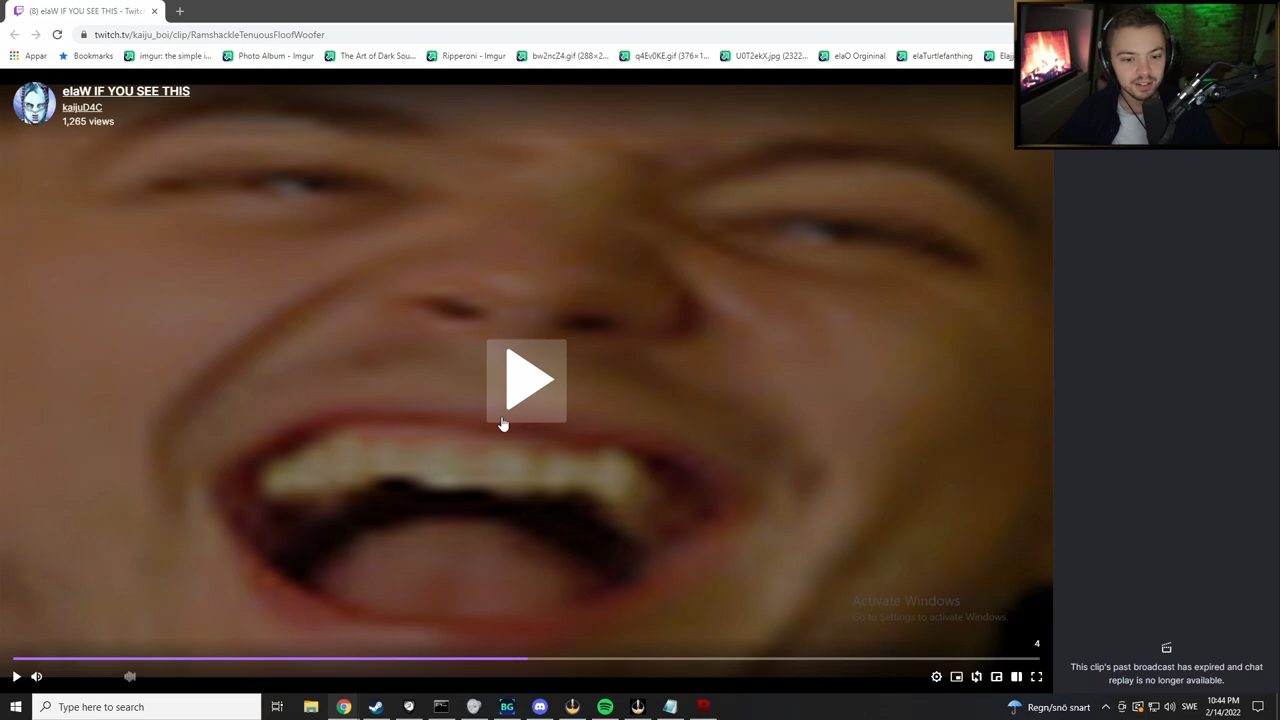 (8) elaW IF YOU SEE THIS - Twitc
twitch.tv/kaiju_boi/clip/RamshackleTenuousFloofWoofer
Appar
Bookmarks
imgur: the simple i...
Photo Album - Imgur
The Art of Dark Sou...
Ripperoni - Imgur
bw2ncZ4.gif (288×2...
q4Ev0KE.gif (376×1...
U0T2ekX.jpg (2322...
elaO Orgininal
elaTurtlefanthing
elaW IF YOU SEE THIS
kaijuD4C
1,265 views
Activate Windows
Go to Settings to activate Windows.
4
This clip's past broadcast has expired and chat
replay is no longer available.
Type here to search
BG
Regn/snö snart
SWE
10:44 PM
2/14/2022